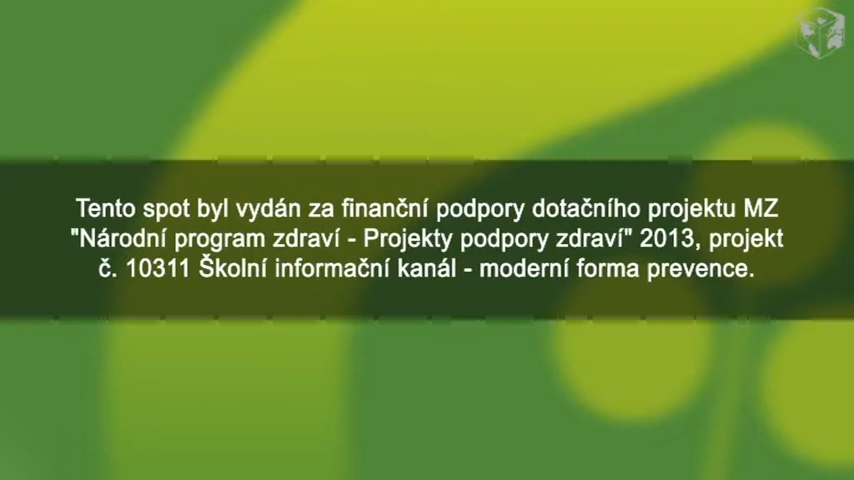 Tento spot byl vydán za finanční podpory dotačního projektu MZ
"Národní program zdraví - Projekty podpory zdraví" 2013, projekt
č. 10311 Školní informační kanál - moderní forma prevence.